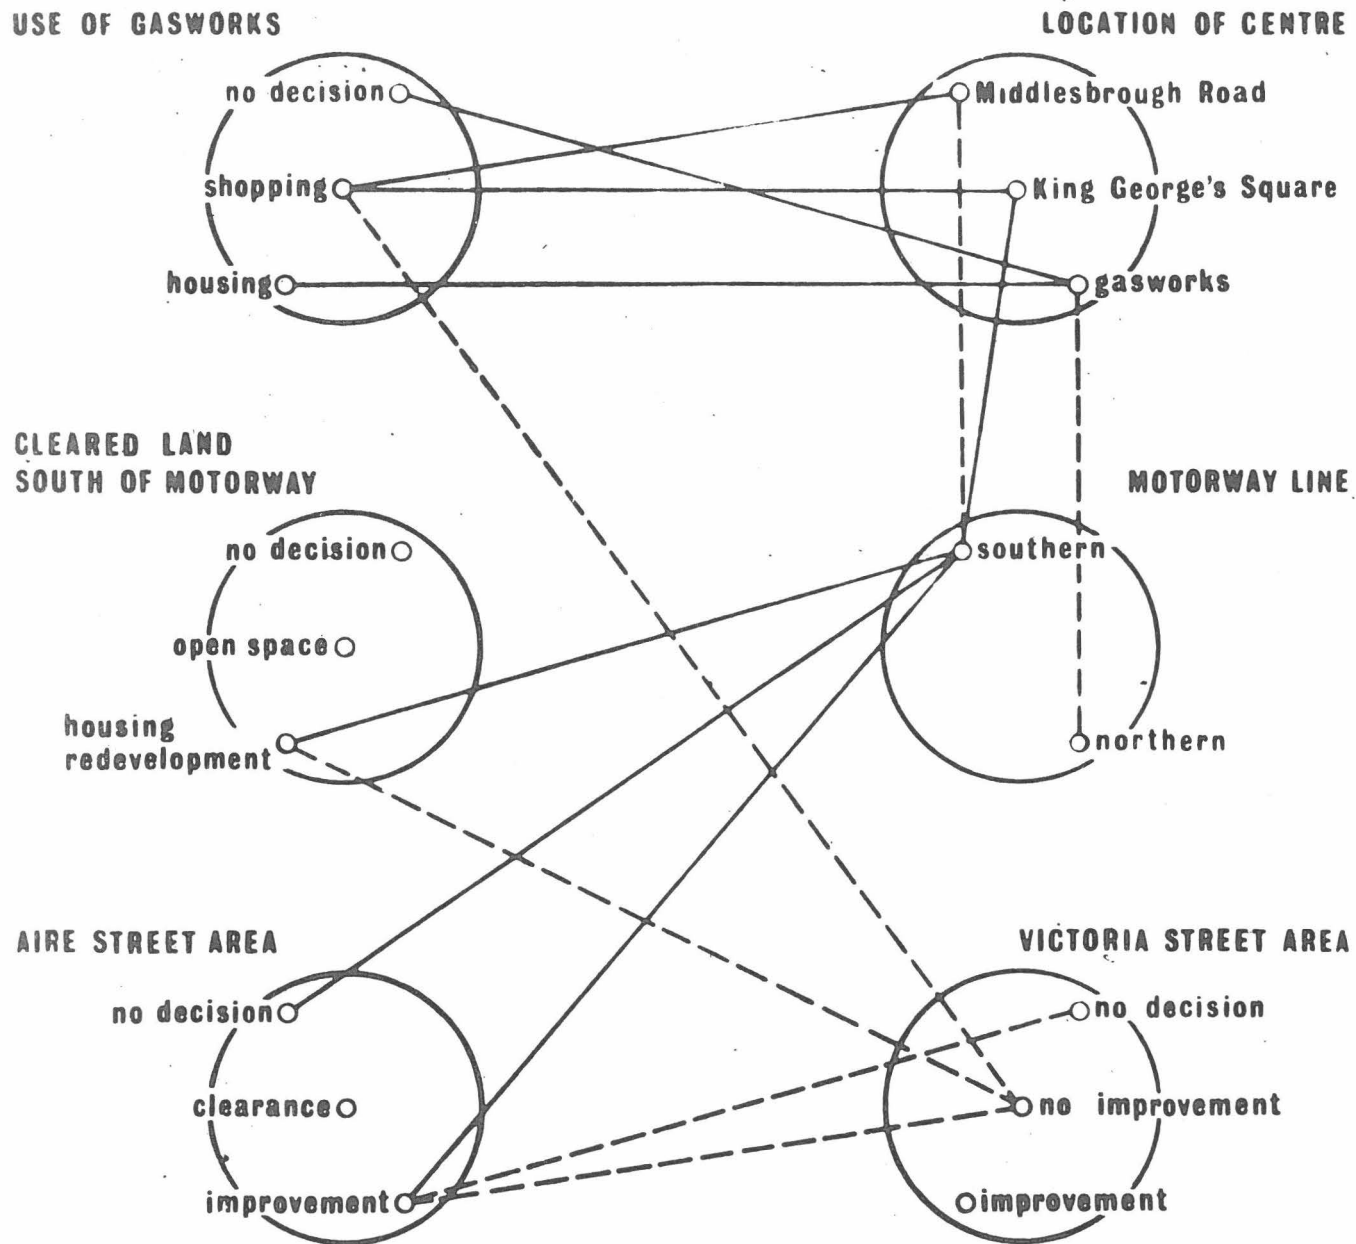 USE OF GASWORKS
LOCATION OF CENTRE
no decision
Middlesbrough Road
shopping
King George's Square
housing
gasworks
CLEARED LAND
SOUTH OF MOTORWAY
MOTORWAY LINE
no decision
southern
open space
housing
redevelopment
northern
AIRE STREET AREA
VICTORIA STREET AREA
no decision
no decision
clearance
no improvement
improvement
improvement